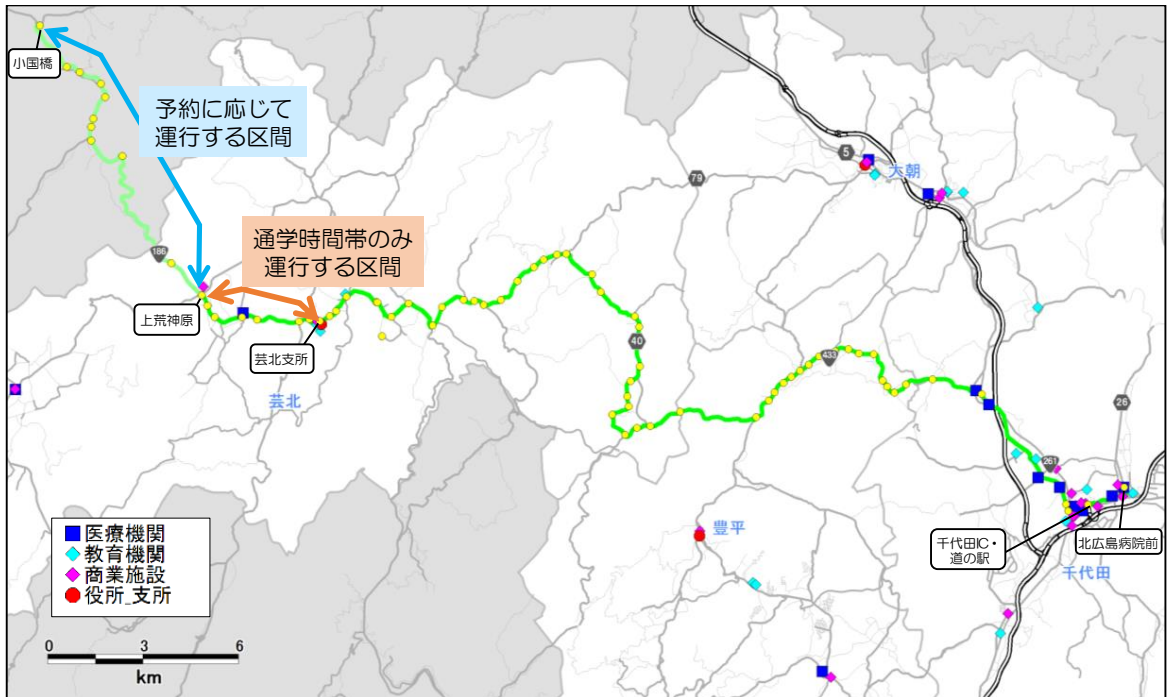 小国橋
予約に応じて
運行する区間
5
大朝
79
通学時間帯のみ
運行する区間
186
上荒神原
芸北支所
40
433
芸北
26
261
豊平
千代田IC・
道の駅
北広島病院前
千代田
医療機関
教育機関
商業施設
役所_支所
0 3 6
km